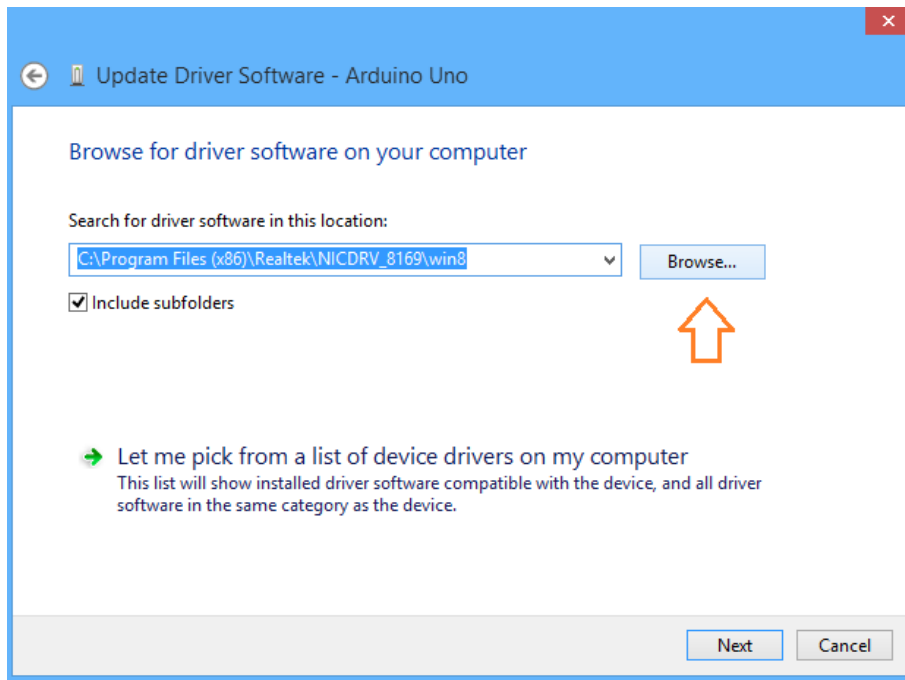 Update Driver Software - Arduino Uno
Browse for driver software on your computer
Search for driver software in this location:
C:\Program Files (x86)\Realtek\NICDRV_8169\win8
Browse...
Include subfolders
Let me pick from a list of device drivers on my computer
This list will show installed driver software compatible with the device, and all driver
software in the same category as the device.
Next
Cancel